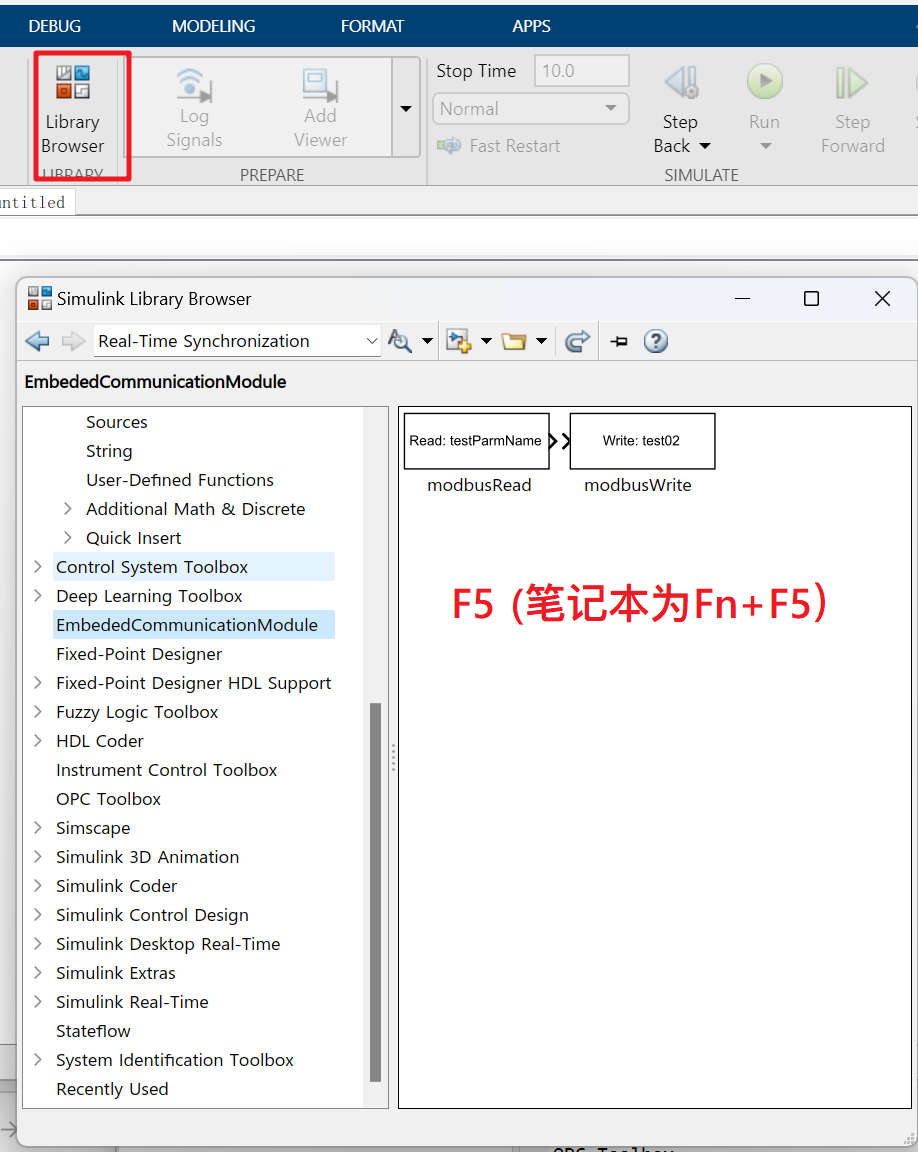 DEBUG MODELING FORMAT APPS
Library Browser
Log Signals
Add Viewer
Stop Time 10.0
Normal
Fast Restart
Step Back
Run
Step Forward
LIBRARY PREPARE SIMULATE
untitled
Simulink Library Browser
Real-Time Synchronization
EmbededCommunicationModule
Sources
String
User-Defined Functions
Additional Math & Discrete
Quick Insert
Control System Toolbox
Deep Learning Toolbox
EmbededCommunicationModule
Fixed-Point Designer
Fixed-Point Designer HDL Support
Fuzzy Logic Toolbox
HDL Coder
Instrument Control Toolbox
OPC Toolbox
Simscape
Simulink 3D Animation
Simulink Coder
Simulink Control Design
Simulink Desktop Real-Time
Simulink Extras
Simulink Real-Time
Stateflow
System Identification Toolbox
Recently Used
Read: testParmName
Write: test02
modbusRead
modbusWrite
F5 (笔记本为Fn+F5)
OPC Toolbox